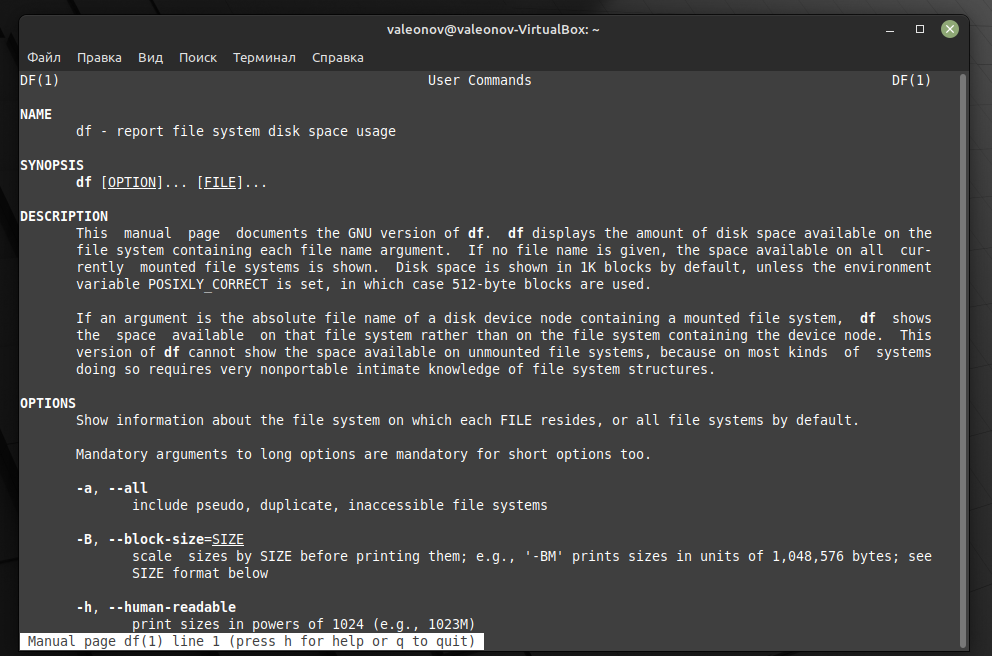 valeonov@valeonov-VirtualBox: ~
Файл Правка Вид Поиск Терминал Справка
DF(1) User Commands DF(1)
NAME
df - report file system disk space usage
SYNOPSIS
df [OPTION]... [FILE]...
DESCRIPTION
This manual page documents the GNU version of df. df displays the amount of disk space available on the
file system containing each file name argument. If no file name is given, the space available on all cur-
rently mounted file systems is shown. Disk space is shown in 1K blocks by default, unless the environment
variable POSIXLY_CORRECT is set, in which case 512-byte blocks are used.
If an argument is the absolute file name of a disk device node containing a mounted file system, df shows
the space available on that file system rather than on the file system containing the device node. This
version of df cannot show the space available on unmounted file systems, because on most kinds of systems
doing so requires very nonportable intimate knowledge of file system structures.
OPTIONS
Show information about the file system on which each FILE resides, or all file systems by default.
Mandatory arguments to long options are mandatory for short options too.
-a, --all
include pseudo, duplicate, inaccessible file systems
-B, --block-size=SIZE
scale sizes by SIZE before printing them; e.g., '-BM' prints sizes in units of 1,048,576 bytes; see
SIZE format below
-h, --human-readable
print sizes in powers of 1024 (e.g., 1023M)
Manual page df(1) line 1 (press h for help or q to quit)